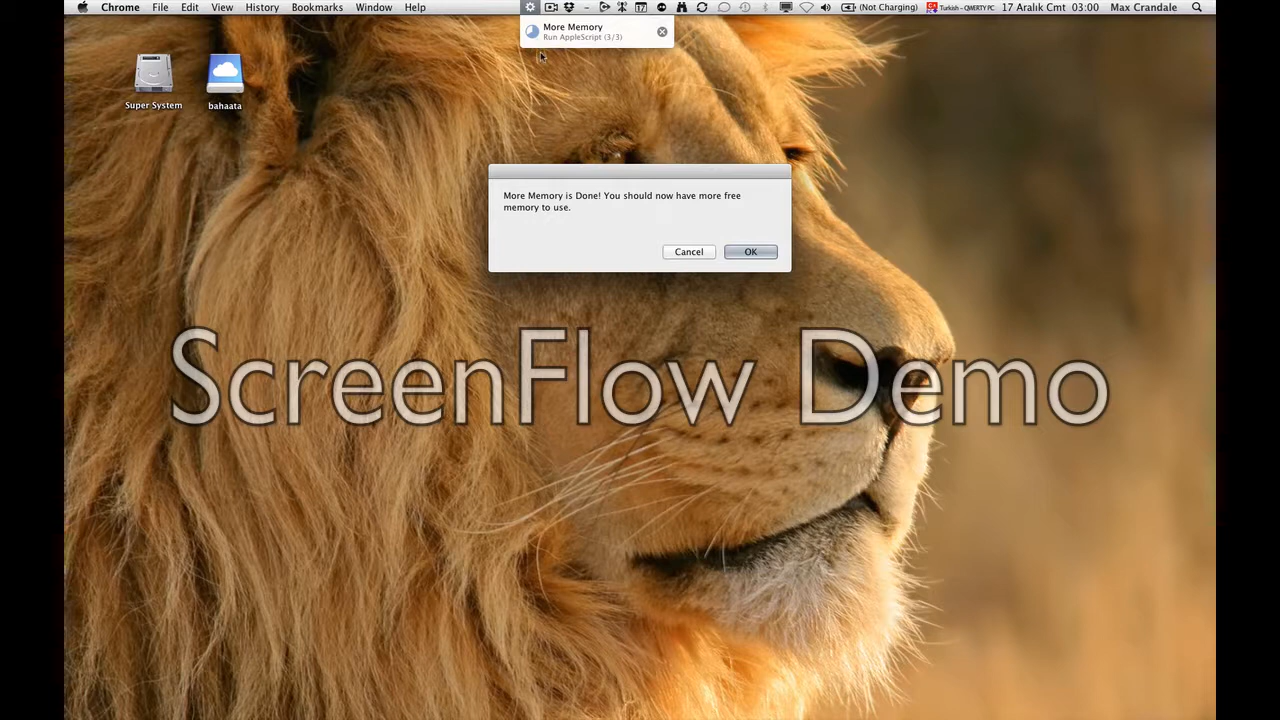 Chrome File Edit View History Bookmarks Window Help
(Not Charging) Turkish - QWERTY PC 17 Aralık Cmt 03:00 Max Crandale
More Memory
Run AppleScript (3/3)
Super System
bahaata
More Memory is Done! You should now have more free
memory to use.
Cancel OK
ScreenFlow Demo